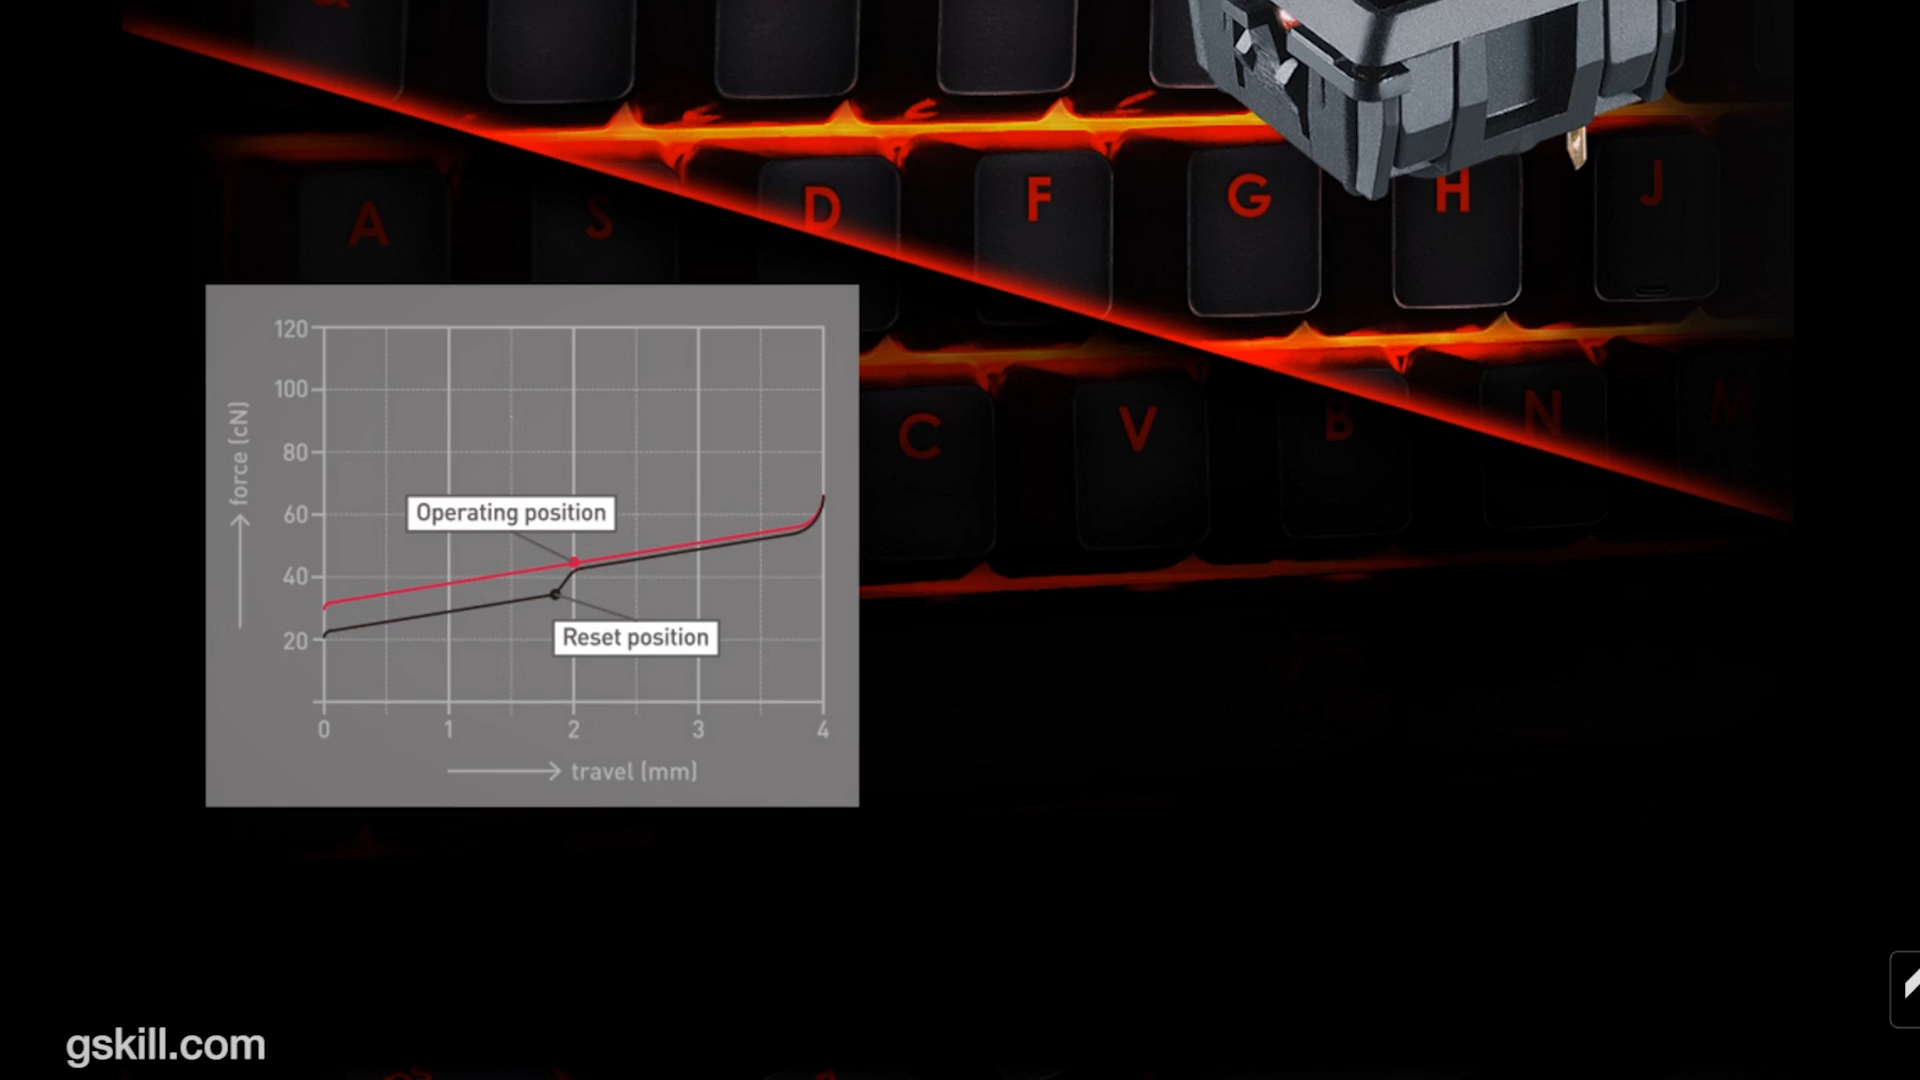 A S D F G H J
C V B N M
120
100
80
60
40
20
force (cN)
Operating position
Reset position
0 1 2 3 4
travel (mm)
gskill.com